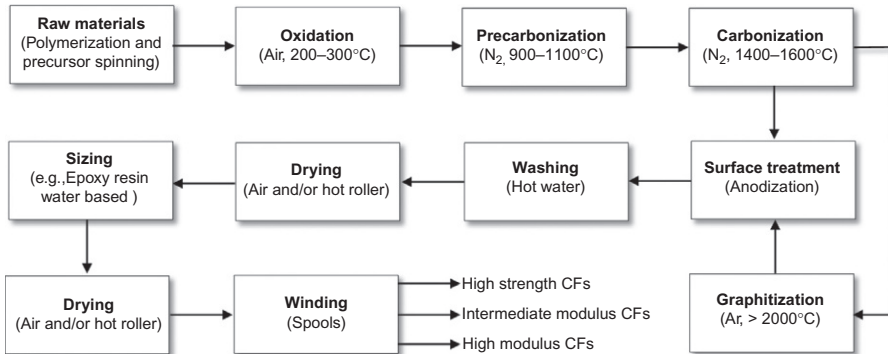 Raw materials
(Polymerization and
precursor spinning)
Oxidation
(Air, 200–300°C)
Precarbonization
(N2, 900–1100°C)
Carbonization
(N2, 1400–1600°C)
Sizing
(e.g.,Epoxy resin
water based )
Drying
(Air and/or hot roller)
Washing
(Hot water)
Surface treatment
(Anodization)
Drying
(Air and/or hot roller)
Winding
(Spools)
High strength CFs
Intermediate modulus CFs
High modulus CFs
Graphitization
(Ar, > 2000°C)